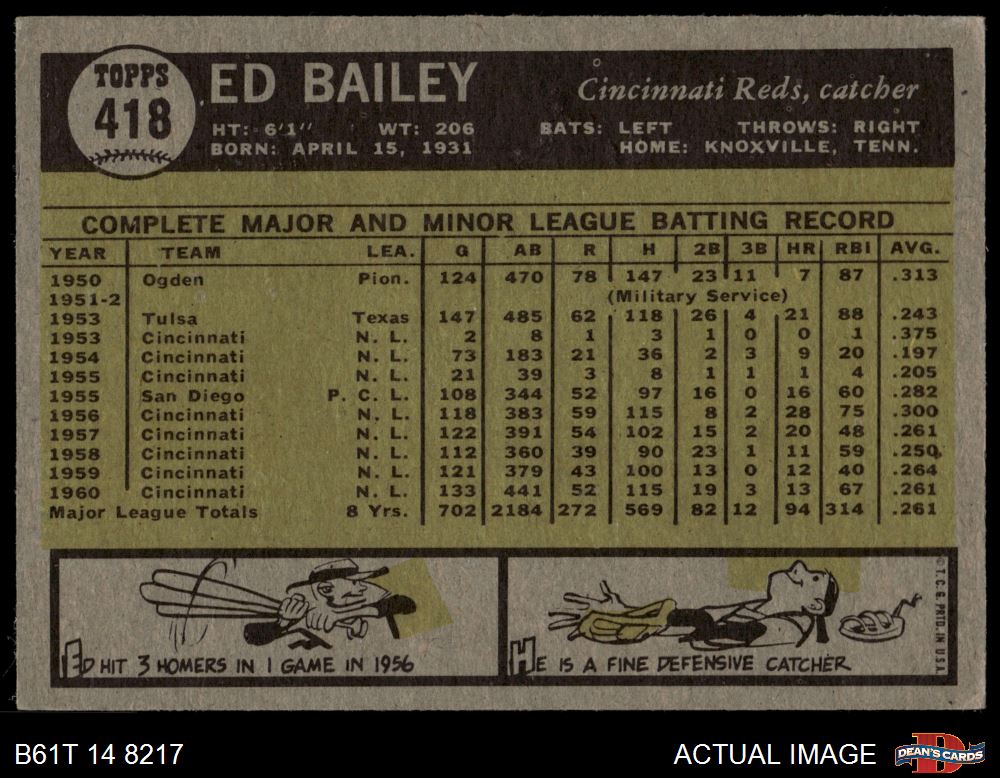 TOPPS
418
ED BAILEY
Cincinnati Reds, catcher
HT: 6'1" WT: 206 BATS: LEFT THROWS: RIGHT
BORN: APRIL 15, 1931 HOME: KNOXVILLE, TENN.
COMPLETE MAJOR AND MINOR LEAGUE BATTING RECORD
YEAR TEAM LEA. G AB R H 2B 3B HR RBI AVG.
1950 Ogden Pion. 124 470 78 147 23 11 7 87 .313
1951-2 (Military Service)
1953 Tulsa Texas 147 485 62 118 26 4 21 88 .243
1953 Cincinnati N. L. 2 8 1 3 1 0 0 1 .375
1954 Cincinnati N. L. 73 183 21 36 2 3 9 20 .197
1955 Cincinnati N. L. 21 39 3 8 1 1 1 4 .205
1955 San Diego P. C. L. 108 344 52 97 16 0 16 60 .282
1956 Cincinnati N. L. 118 383 59 115 8 2 28 75 .300
1957 Cincinnati N. L. 122 391 54 102 15 2 20 48 .261
1958 Cincinnati N. L. 112 360 39 90 23 1 11 59 .250
1959 Cincinnati N. L. 121 379 43 100 13 0 12 40 .264
1960 Cincinnati N. L. 133 441 52 115 19 3 13 67 .261
Major League Totals 8 Yrs. 702 2184 272 569 82 12 94 314 .261
ED HIT 3 HOMERS IN 1 GAME IN 1956
HE IS A FINE DEFENSIVE CATCHER
©T.C.G. PRTD. IN U.S.A.
B61T 14 8217
ACTUAL IMAGE
DEAN'S CARDS